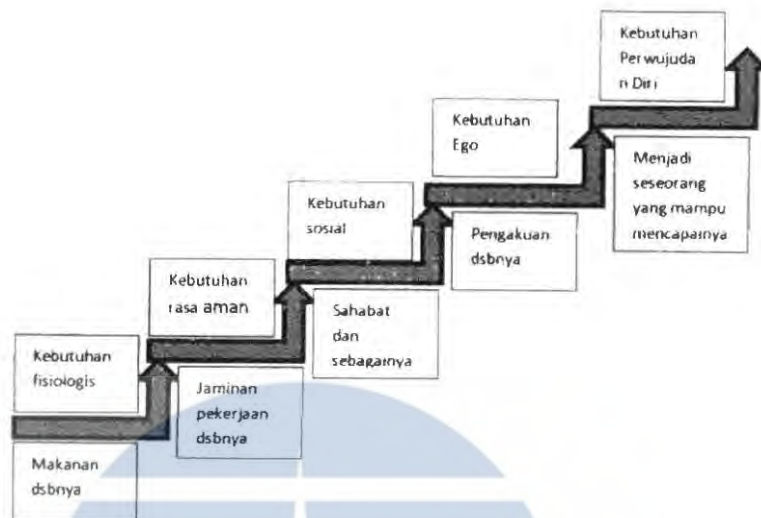 Kebutuhan
Perwujuda
n Diri
Kebutuhan
Ego
Menjadi
seseorang
yang mampu
mencapainya
Kebutuhan
sosial
Pengakuan
dsbnya
Kebutuhan
rasa aman
Sahabat
dan
sebagainya
Kebutuhan
fisiologis
Jaminan
pekerjaan
dsbnya
Makanan
dsbnya